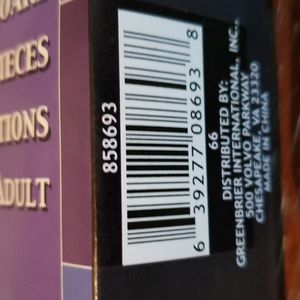 IECES
TIONS
ADULT
858693
6 39277 08693 8
66
DISTRIBUTED BY:
GREENBRIER INTERNATIONAL, INC.,
500 VOLVO PARKWAY
CHESAPEAKE, VA 23320
MADE IN CHINA